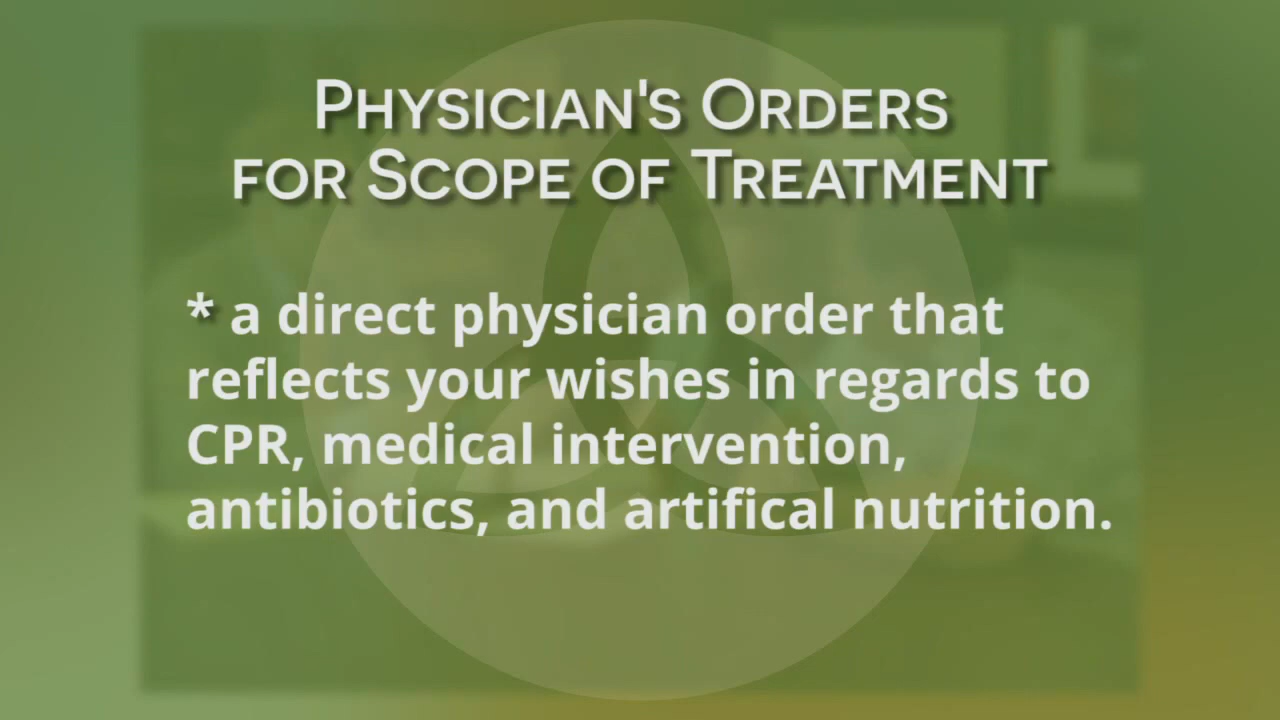 Physician's Orders
for Scope of Treatment
* a direct physician order that
reflects your wishes in regards to
CPR, medical intervention,
antibiotics, and artifical nutrition.